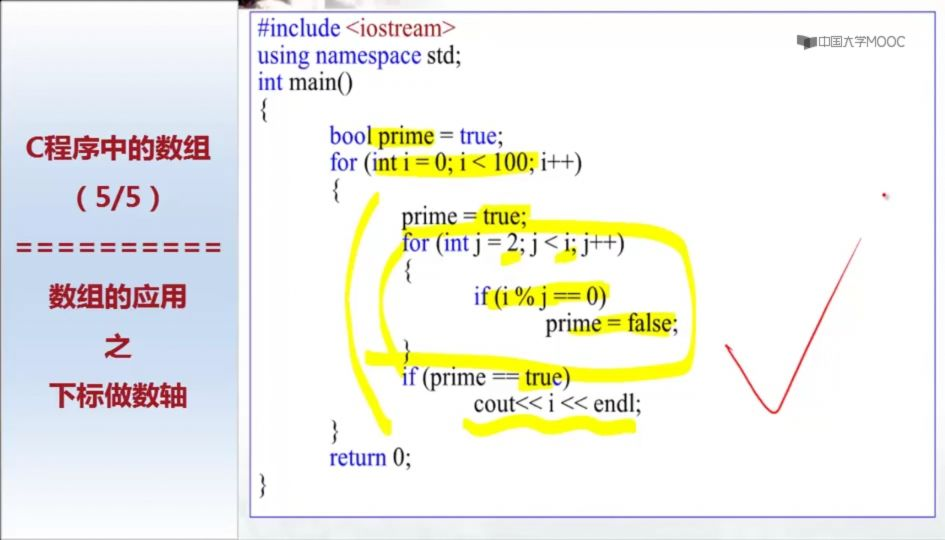 #include <iostream>
using namespace std;
int main()
{
bool prime = true;
for (int i = 0; i < 100; i++)
{
prime = true;
for (int j = 2; j < i; j++)
{
if (i % j == 0)
prime = false;
}
if (prime == true)
cout<< i << endl;
}
return 0;
}
中国大学MOOC
C程序中的数组
（5/5）
==========
数组的应用
之
下标做数轴